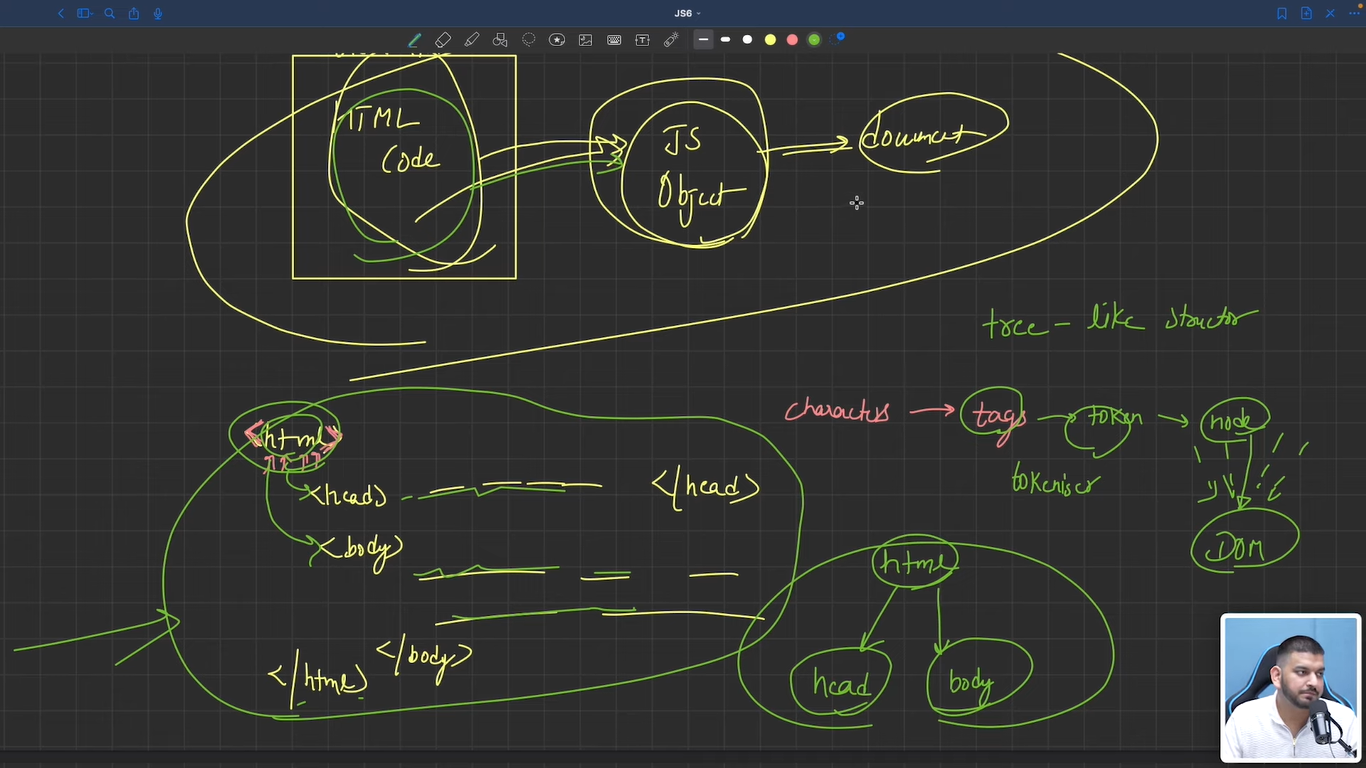 JS6
HTML
Code
JS
Object
document
tree - like structor
characters
tags
token
node
tokeniser
DOM
<html>
<head>
</head>
<body>
</body>
</html>
html
head
body